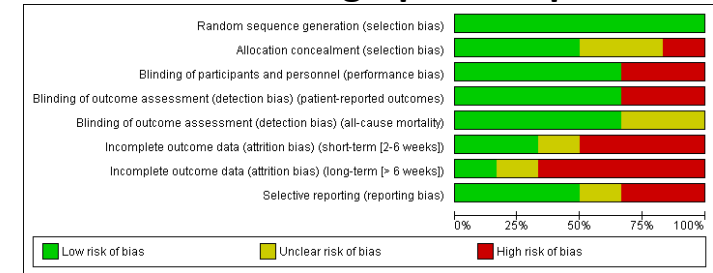 Random sequence generation (selection bias)
Allocation concealment (selection bias)
Blinding of participants and personnel (performance bias)
Blinding of outcome assessment (detection bias) (patient-reported outcomes)
Blinding of outcome assessment (detection bias) (all-cause mortality)
Incomplete outcome data (attrition bias) (short-term [2-6 weeks])
Incomplete outcome data (attrition bias) (long-term [> 6 weeks])
Selective reporting (reporting bias)
0% 25% 50% 75% 100%
Low risk of bias Unclear risk of bias High risk of bias